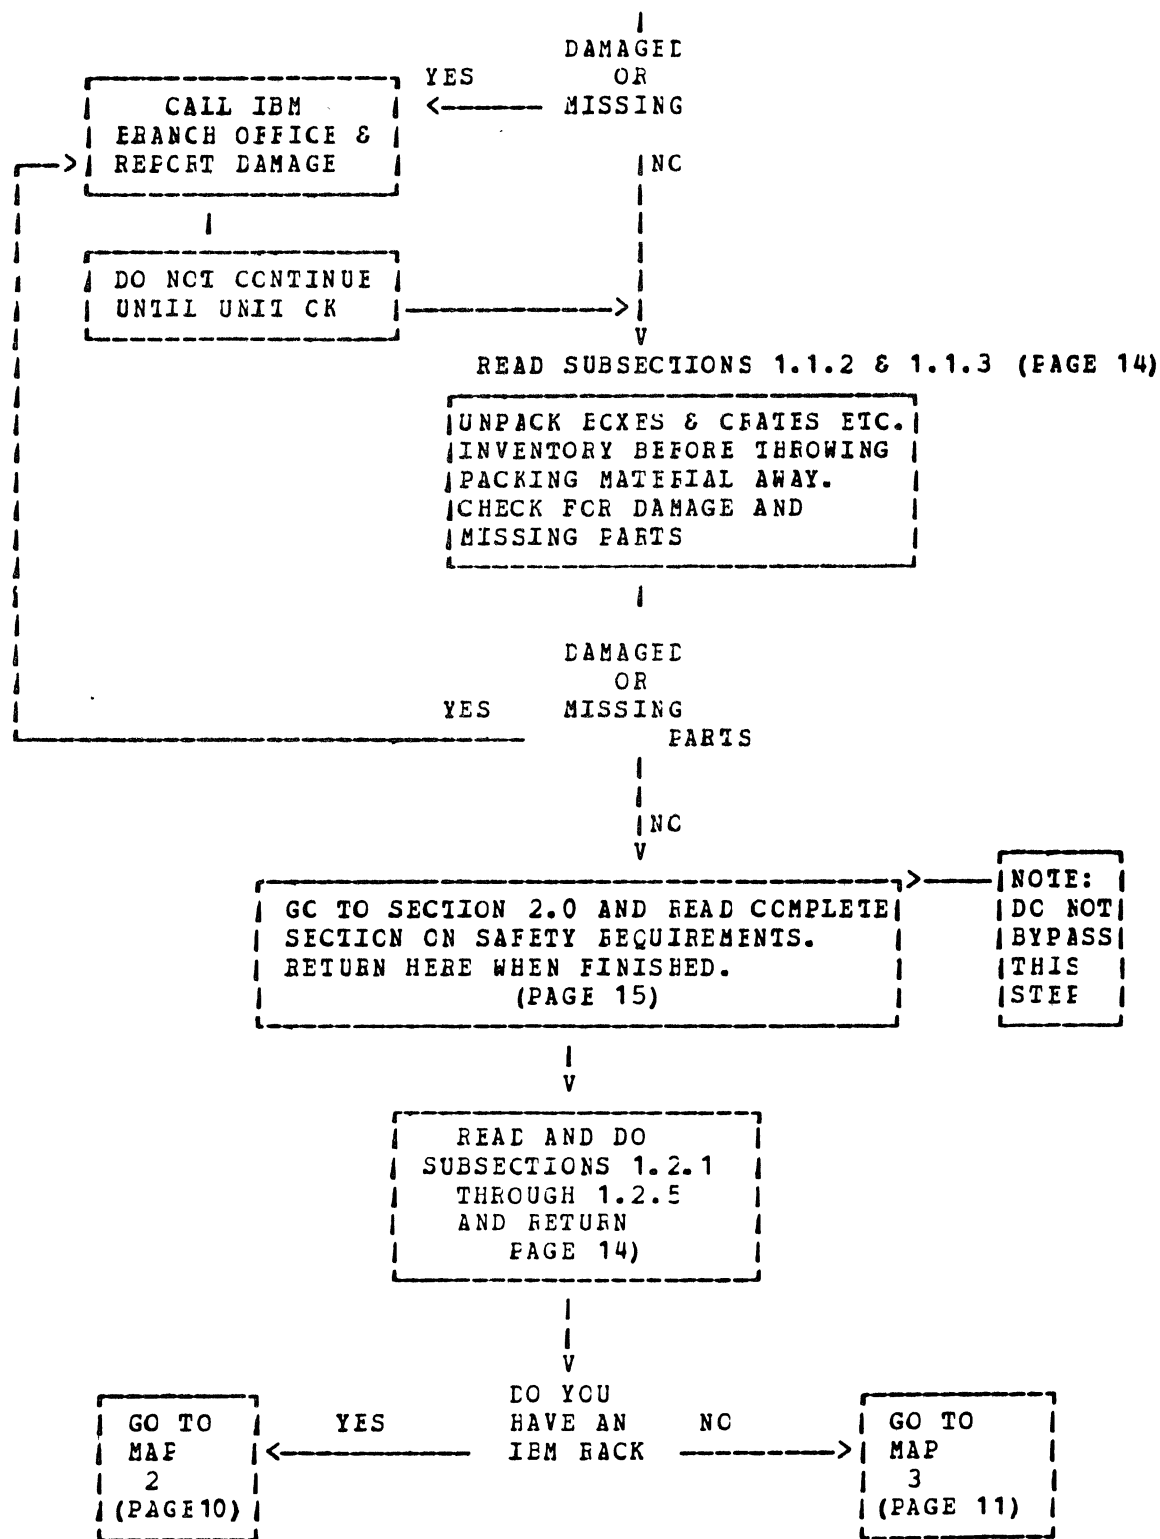 DAMAGED
OR
MISSING
YES
CALL IBM
BRANCH OFFICE &
REPORT DAMAGE
NO
DO NOT CONTINUE
UNTIL UNIT OK
READ SUBSECTIONS 1.1.2 & 1.1.3 (PAGE 14)
UNPACK BOXES & CRATES ETC.
INVENTORY BEFORE THROWING
PACKING MATERIAL AWAY.
CHECK FOR DAMAGE AND
MISSING PARTS
DAMAGED
OR
YES MISSING
PARTS
NO
GO TO SECTION 2.0 AND READ COMPLETE
SECTION ON SAFETY REQUIREMENTS.
RETURN HERE WHEN FINISHED.
(PAGE 15)
NOTE:
DO NOT
BYPASS
THIS
STEP
READ AND DO
SUBSECTIONS 1.2.1
THROUGH 1.2.5
AND RETURN
PAGE 14)
DO YOU
HAVE AN
IBM RACK
YES
GO TO
MAP
2
(PAGE10)
NO
GO TO
MAP
3
(PAGE 11)